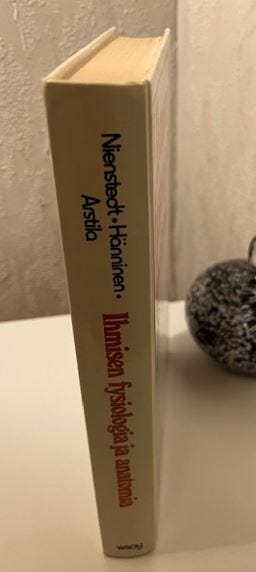 Nienstedt • Hänninen •
Arstila
Ihmisen fysiologia ja anatomia
wsoy